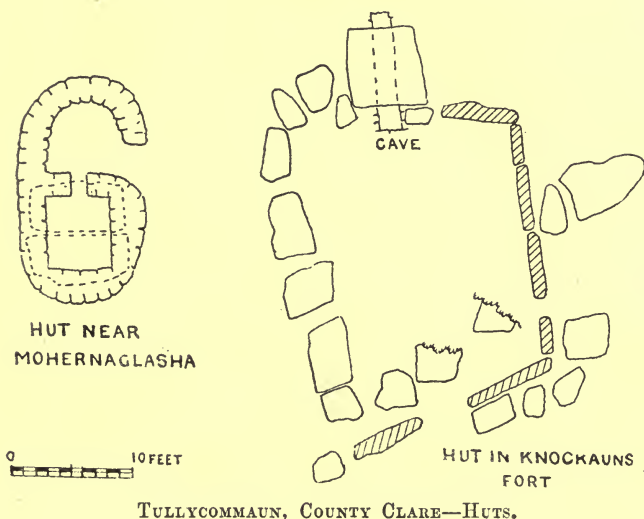 CAVE
HUT NEAR
MOHERNAGLASHA
0 10 FEET
HUT IN KNOCKAUNS
FORT
TULLYCOMMAUN, COUNTY CLARE—HUTS.